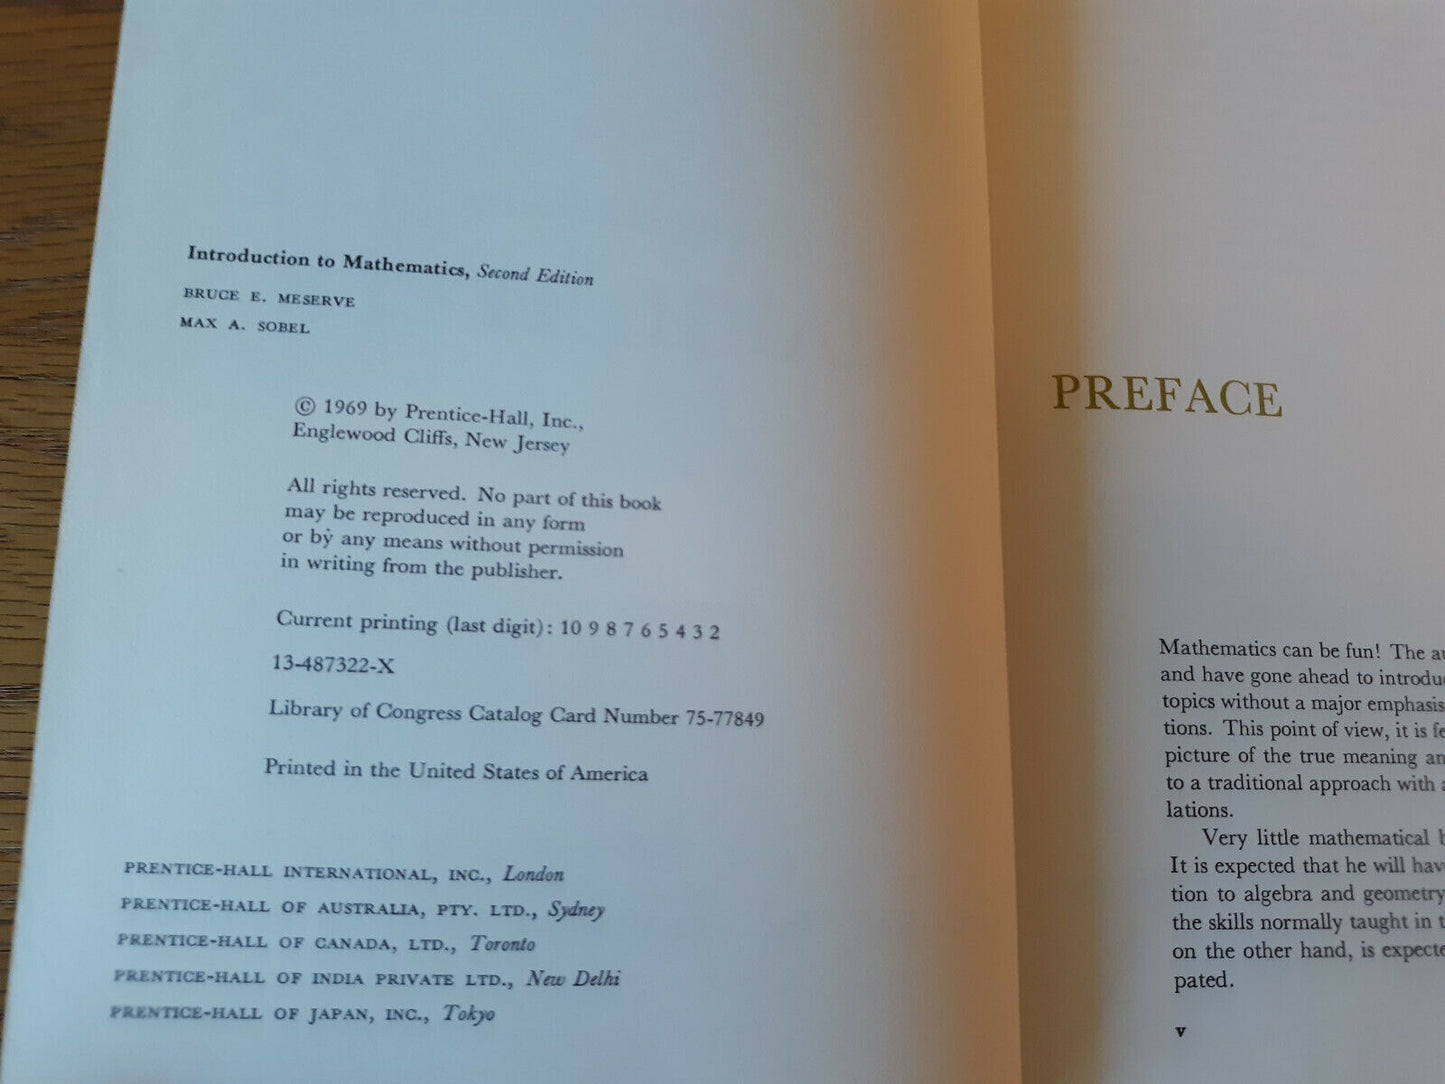 Introduction to Mathematics, Second Edition
BRUCE E. MESERVE
MAX A. SOBEL
© 1969 by Prentice-Hall, Inc.,
Englewood Cliffs, New Jersey
All rights reserved. No part of this book
may be reproduced in any form
or by any means without permission
in writing from the publisher.
Current printing (last digit): 10 9 8 7 6 5 4 3 2
13-487322-X
Library of Congress Catalog Card Number 75-77849
Printed in the United States of America
PRENTICE-HALL INTERNATIONAL, INC., London
PRENTICE-HALL OF AUSTRALIA, PTY. LTD., Sydney
PRENTICE-HALL OF CANADA, LTD., Toronto
PRENTICE-HALL OF INDIA PRIVATE LTD., New Delhi
PRENTICE-HALL OF JAPAN, INC., Tokyo
PREFACE
Mathematics can be fun! The
and have gone ahead to
topics without a major emphasis
tions. This point of view, it is
picture of the true meaning
to a traditional approach with
lations.
Very little mathematical
It is expected that he will
tion to algebra and geometry
the skills normally taught in
on the other hand, is
pated.
v